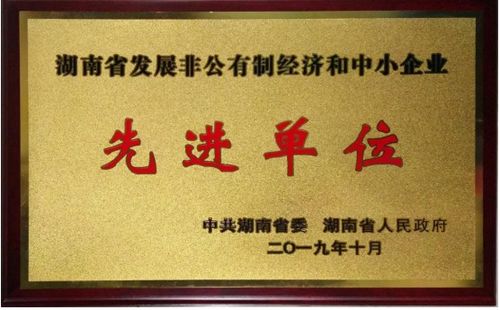 湖南省发展非公有制经济和中小企业
先进单位
中共湖南省委 湖南省人民政府
二〇一九年十月